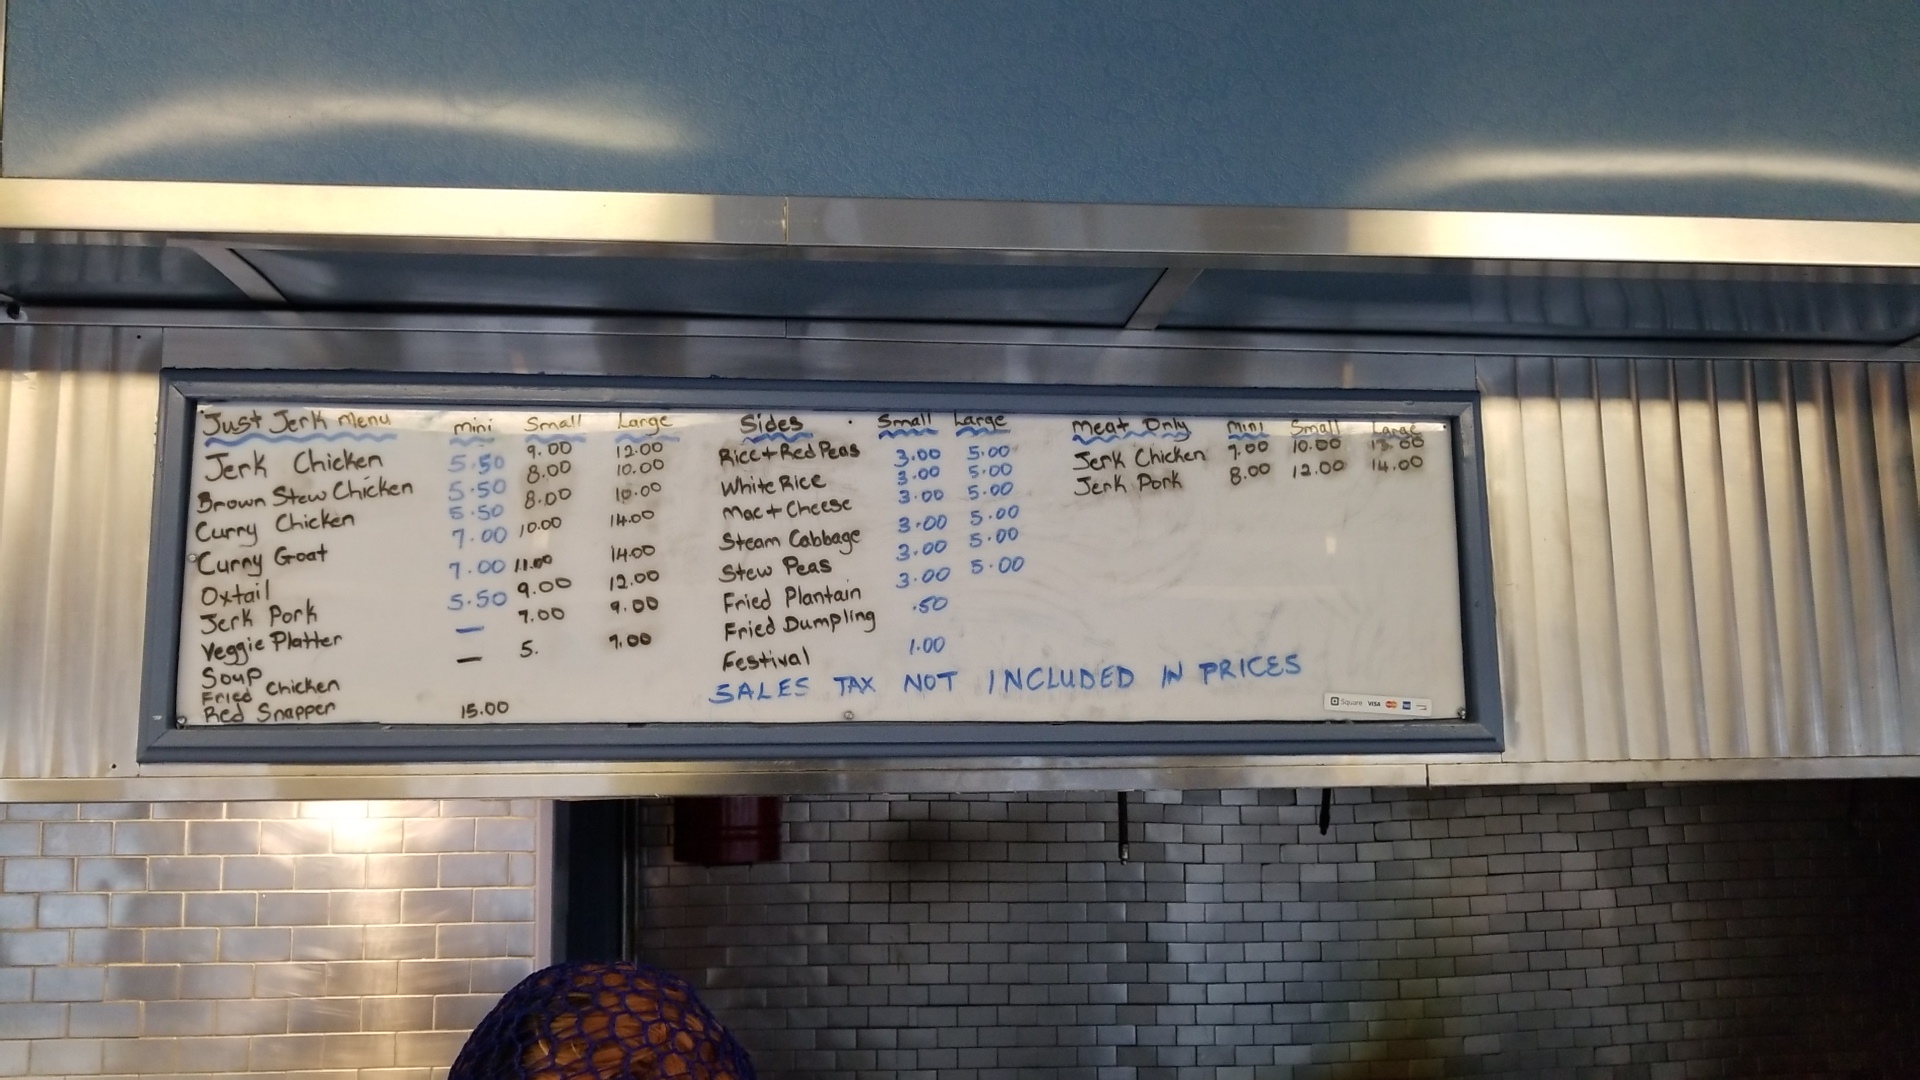 Just Jerk Menu mini Small Large
Jerk Chicken 5.50 9.00 12.00
Brown Stew Chicken 5.50 8.00 10.00
Curry Chicken 5.50 8.00 10.00
Curry Goat 7.00 10.00 14.00
Oxtail 7.00 11.00 14.00
Jerk Pork 5.50 9.00 12.00
Veggie Platter — 7.00 9.00
Soup — 5. 7.00
Fried Chicken
Red Snapper 15.00
Sides Small Large
Rice + Red Peas 3.00 5.00
White Rice 3.00 5.00
Mac + Cheese 3.00 5.00
Steam Cabbage 3.00 5.00
Stew Peas 3.00 5.00
Fried Plantain 3.00 5.00
Fried Dumpling .50
Festival 1.00
SALES TAX NOT INCLUDED IN PRICES
Meat Only Mini Small Large
Jerk Chicken 10.00
Jerk Pork 8.00 12.00 14.00
Square VISA